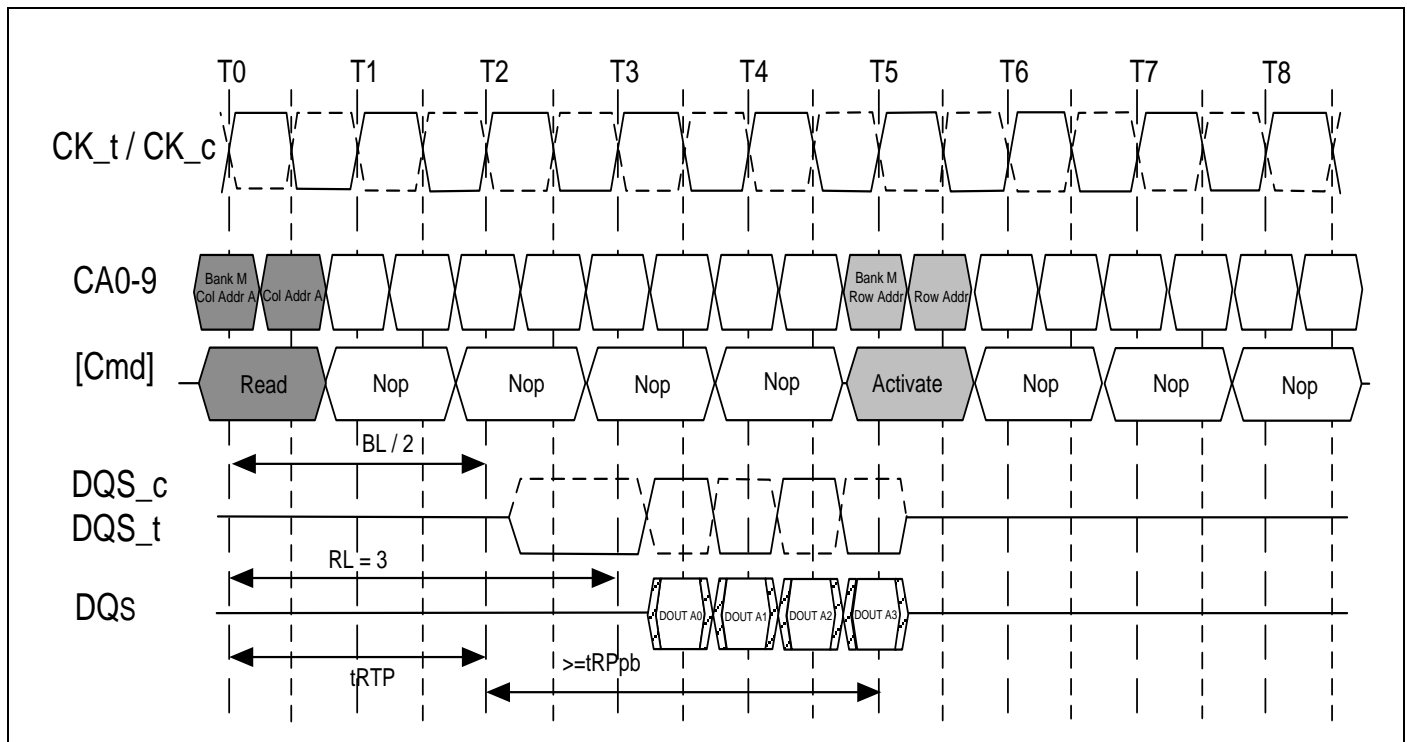 T0 T1 T2 T3 T4 T5 T6 T7 T8
CK_t / CK_c
CA0-9
Bank M
Col Addr A
Col Addr A
Bank M
Row Addr
Row Addr
[Cmd]
Read Nop Nop Nop Nop Activate Nop Nop Nop
BL / 2
DQS_c
DQS_t
RL = 3
DQs
DOUT A0 DOUT A1 DOUT A2 DOUT A3
tRTP
>=tRPpb